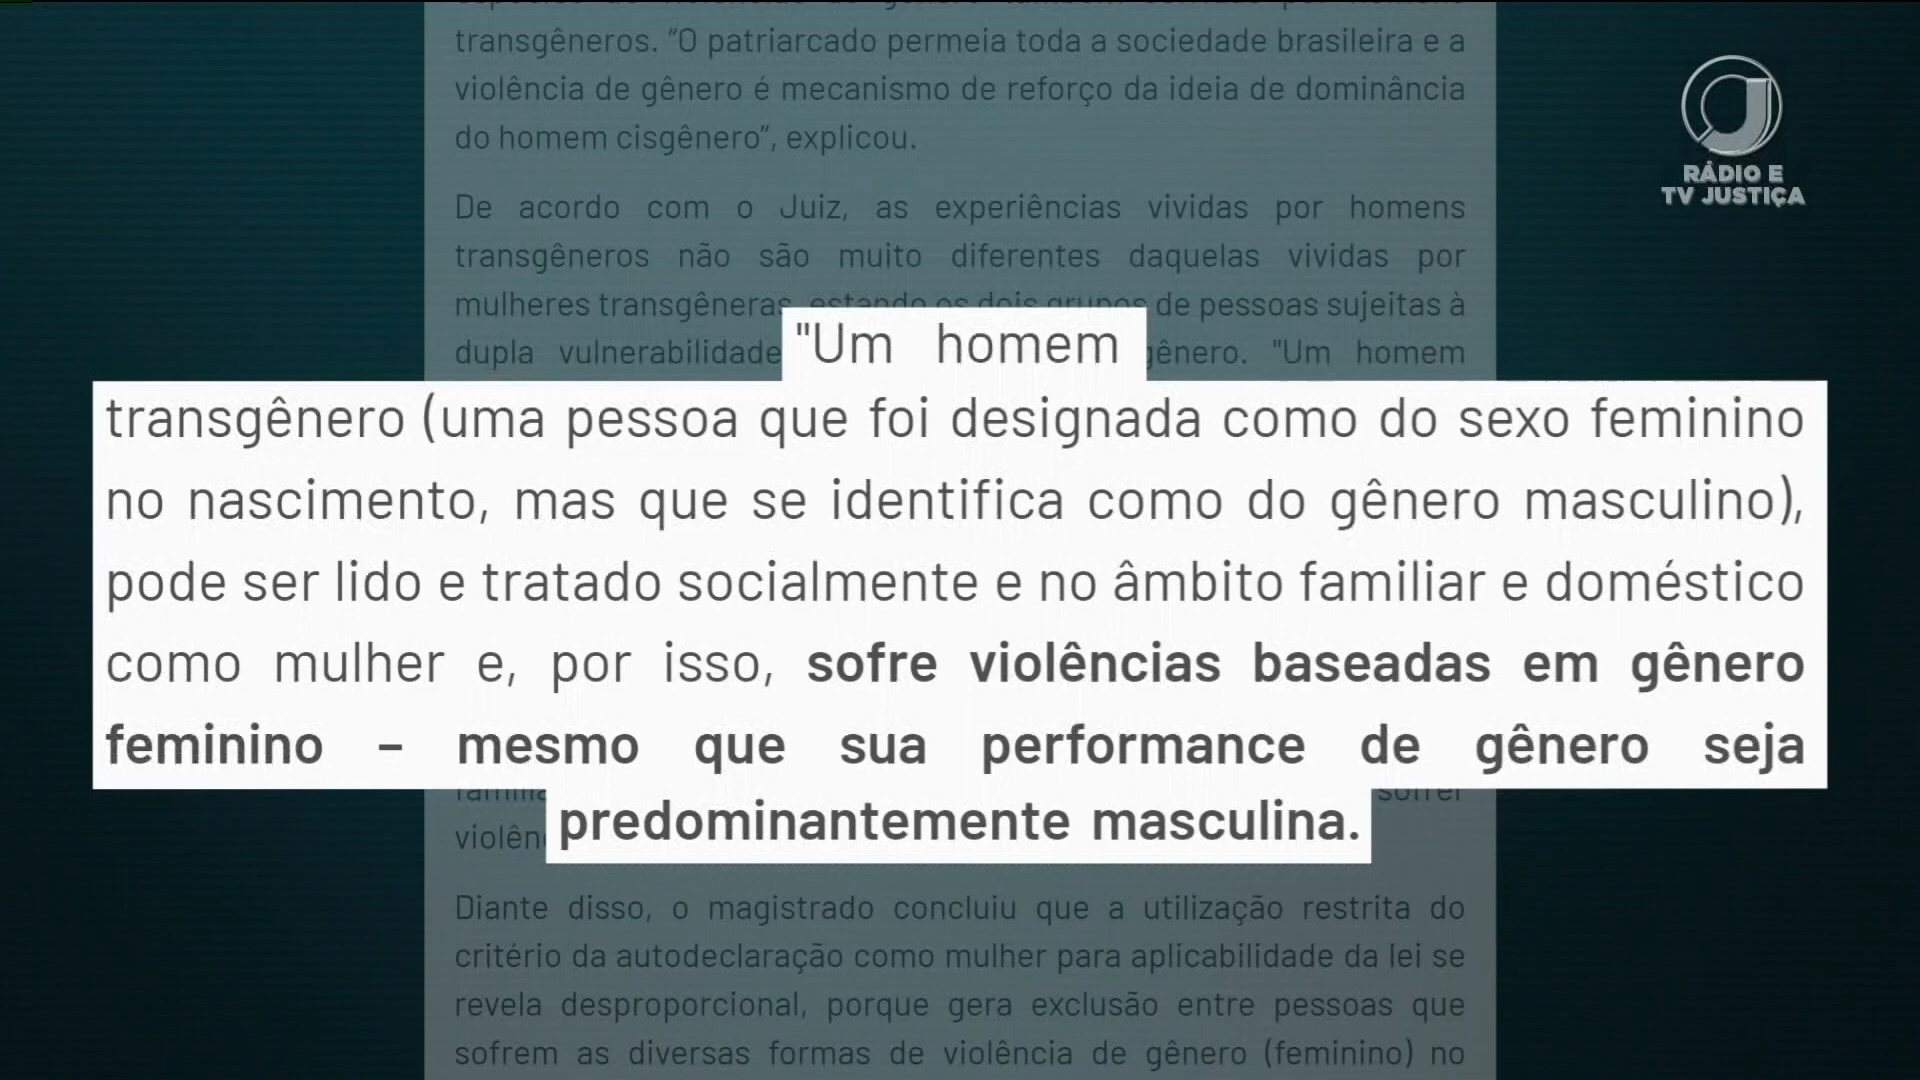 transgêneros. "O patriarcado permeia toda a sociedade brasileira e a
violência de gênero é mecanismo de reforço da ideia de dominância
do homem cisgênero", explicou.
RÁDIO E
TV JUSTIÇA
De acordo com o Juiz, as experiências vividas por homens
transgêneros não são muito diferentes daquelas vividas por
mulheres transgêneras, estando os dois grupos de pessoas sujeitas à
dupla vulnerabilidade gênero. "Um homem
"Um homem
transgênero (uma pessoa que foi designada como do sexo feminino
no nascimento, mas que se identifica como do gênero masculino),
pode ser lido e tratado socialmente e no âmbito familiar e doméstico
como mulher e, por isso, sofre violências baseadas em gênero
feminino – mesmo que sua performance de gênero seja
predominantemente masculina.
Diante disso, o magistrado concluiu que a utilização restrita do
critério da autodeclaração como mulher para aplicabilidade da lei se
revela desproporcional, porque gera exclusão entre pessoas que
sofrem as diversas formas de violência de gênero (feminino) no